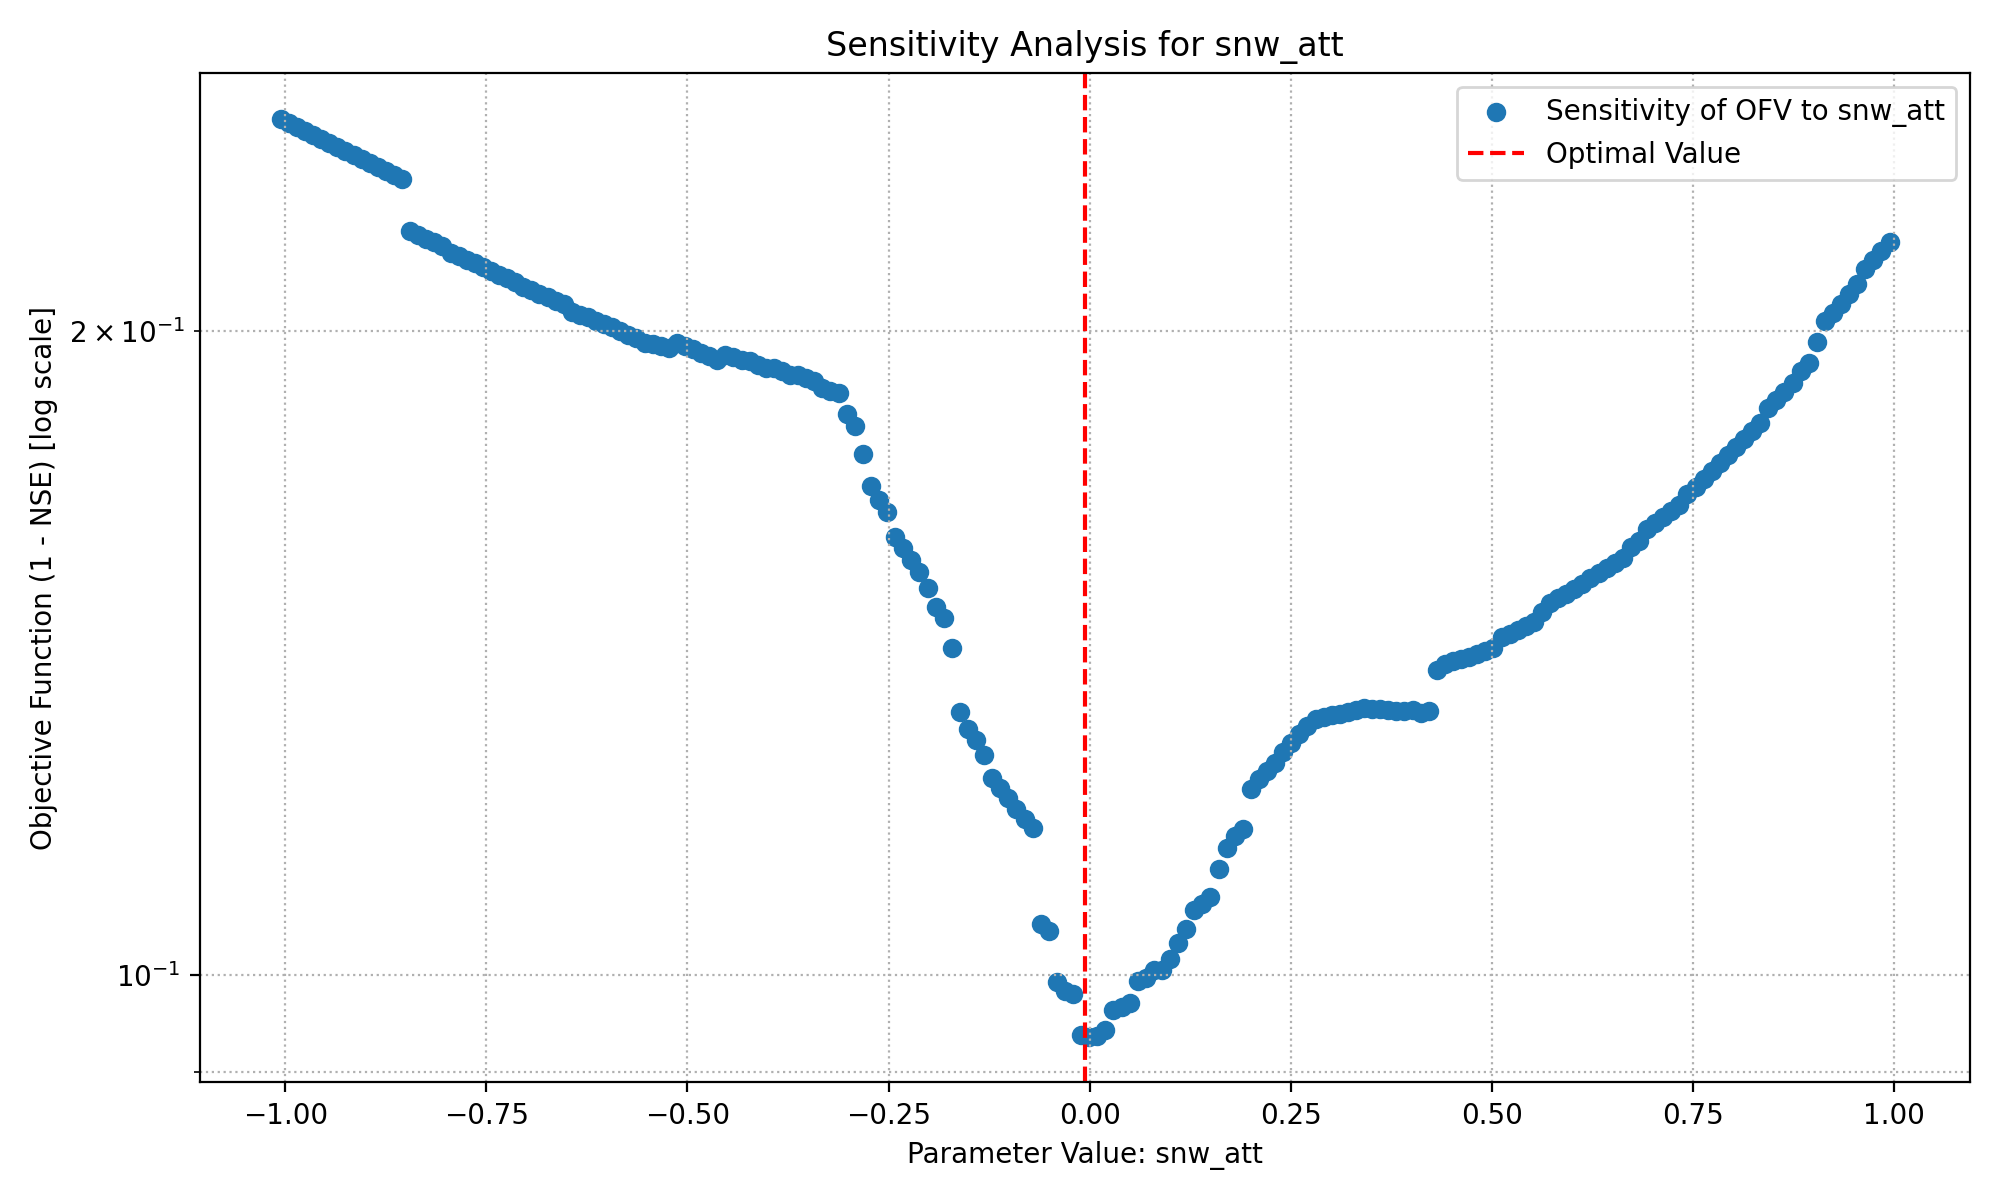 Sensitivity Analysis for snw_att
Sensitivity of OFV to snw_att
Optimal Value
Objective Function (1 - NSE) [log scale]
2 × 10⁻¹
10⁻¹
−1.00 −0.75 −0.50 −0.25 0.00 0.25 0.50 0.75 1.00
Parameter Value: snw_att